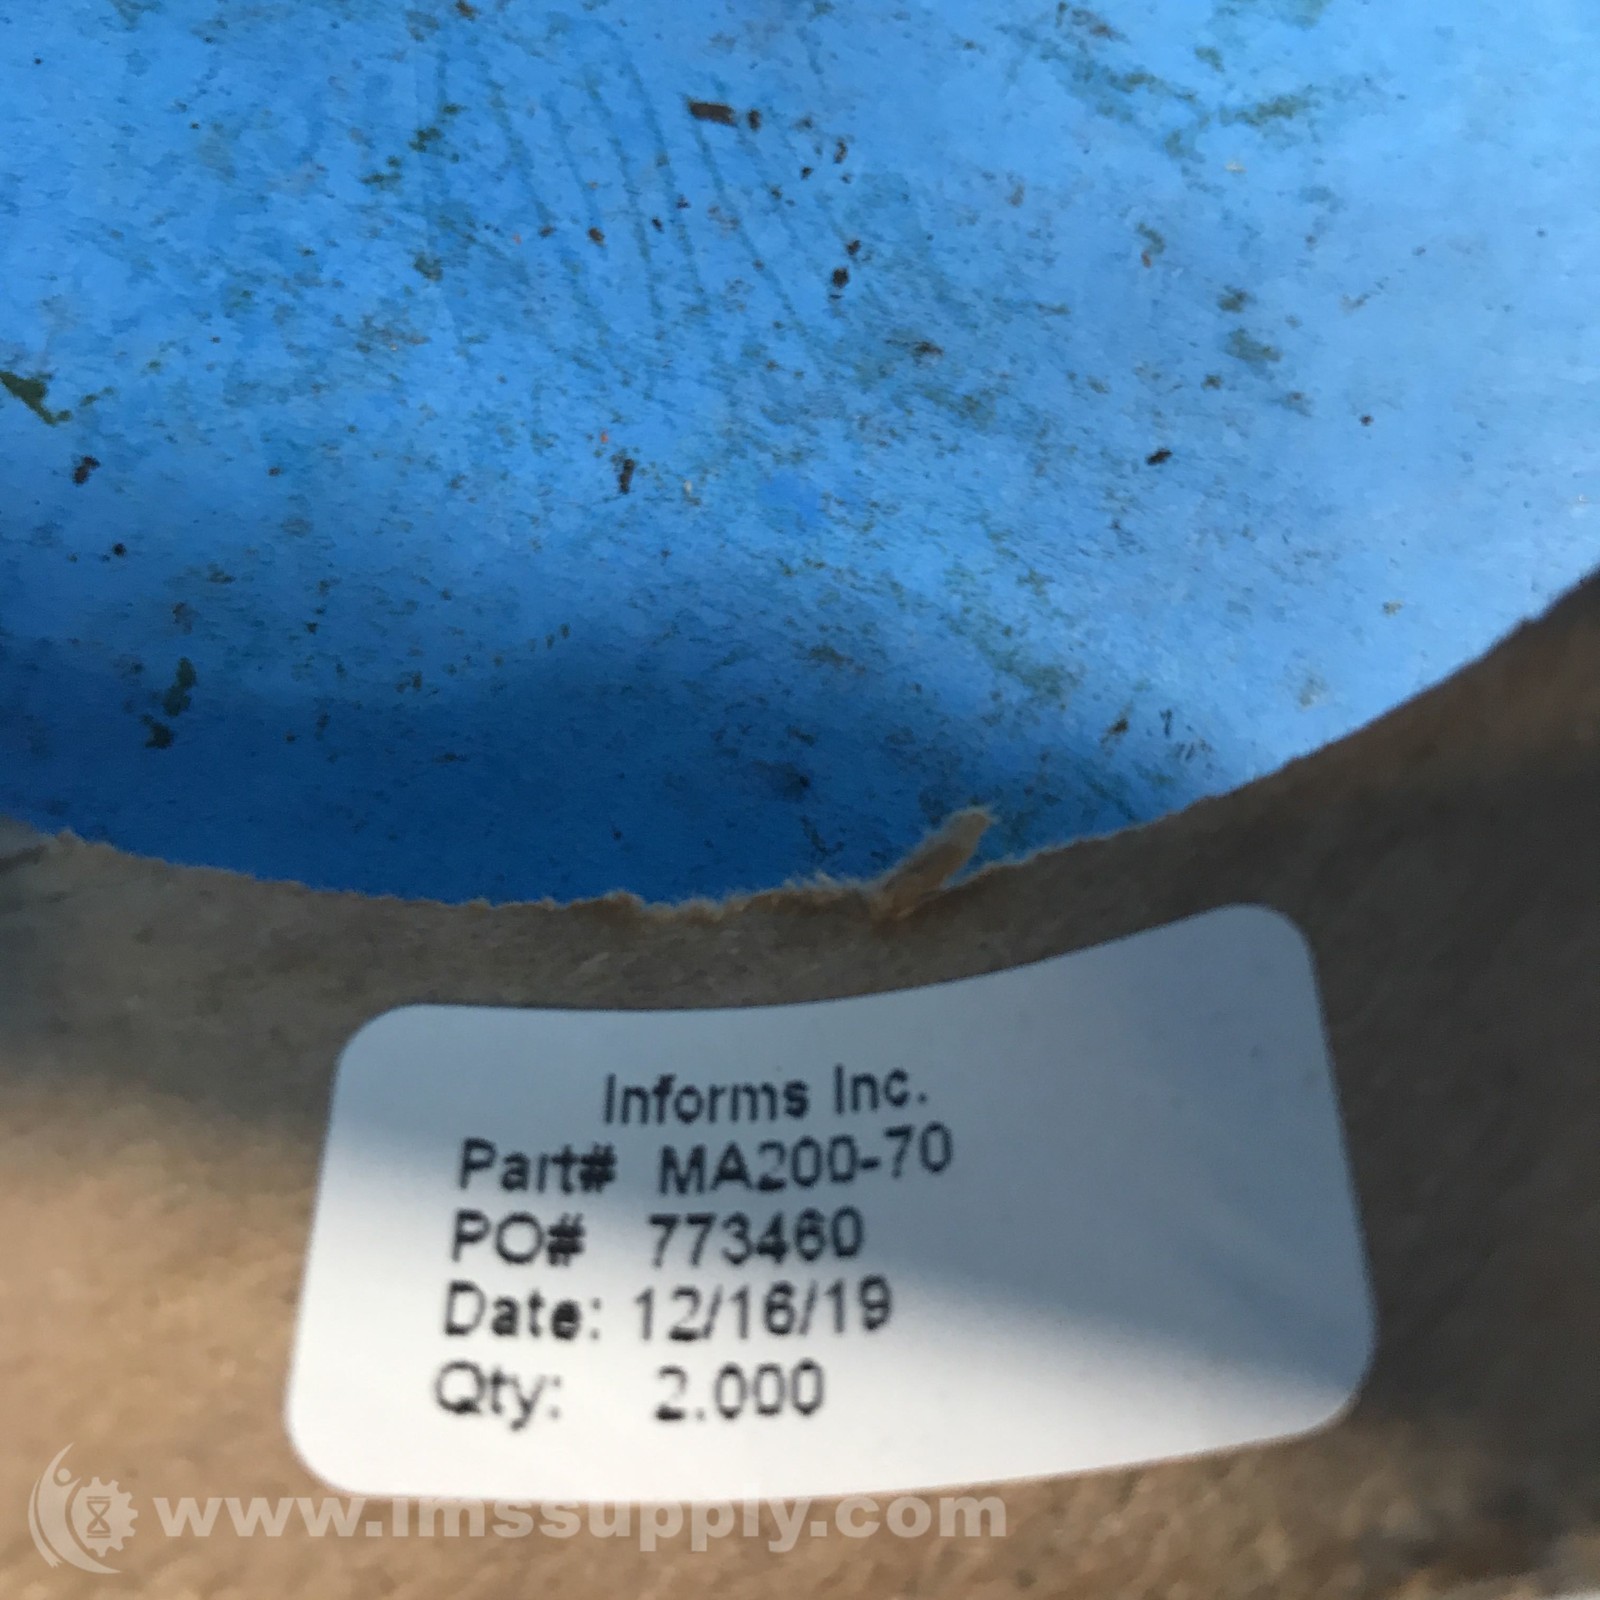 Informs Inc.
Part# MA200-70
PO# 773460
Date: 12/16/19
Qty: 2.000
www.imssupply.com